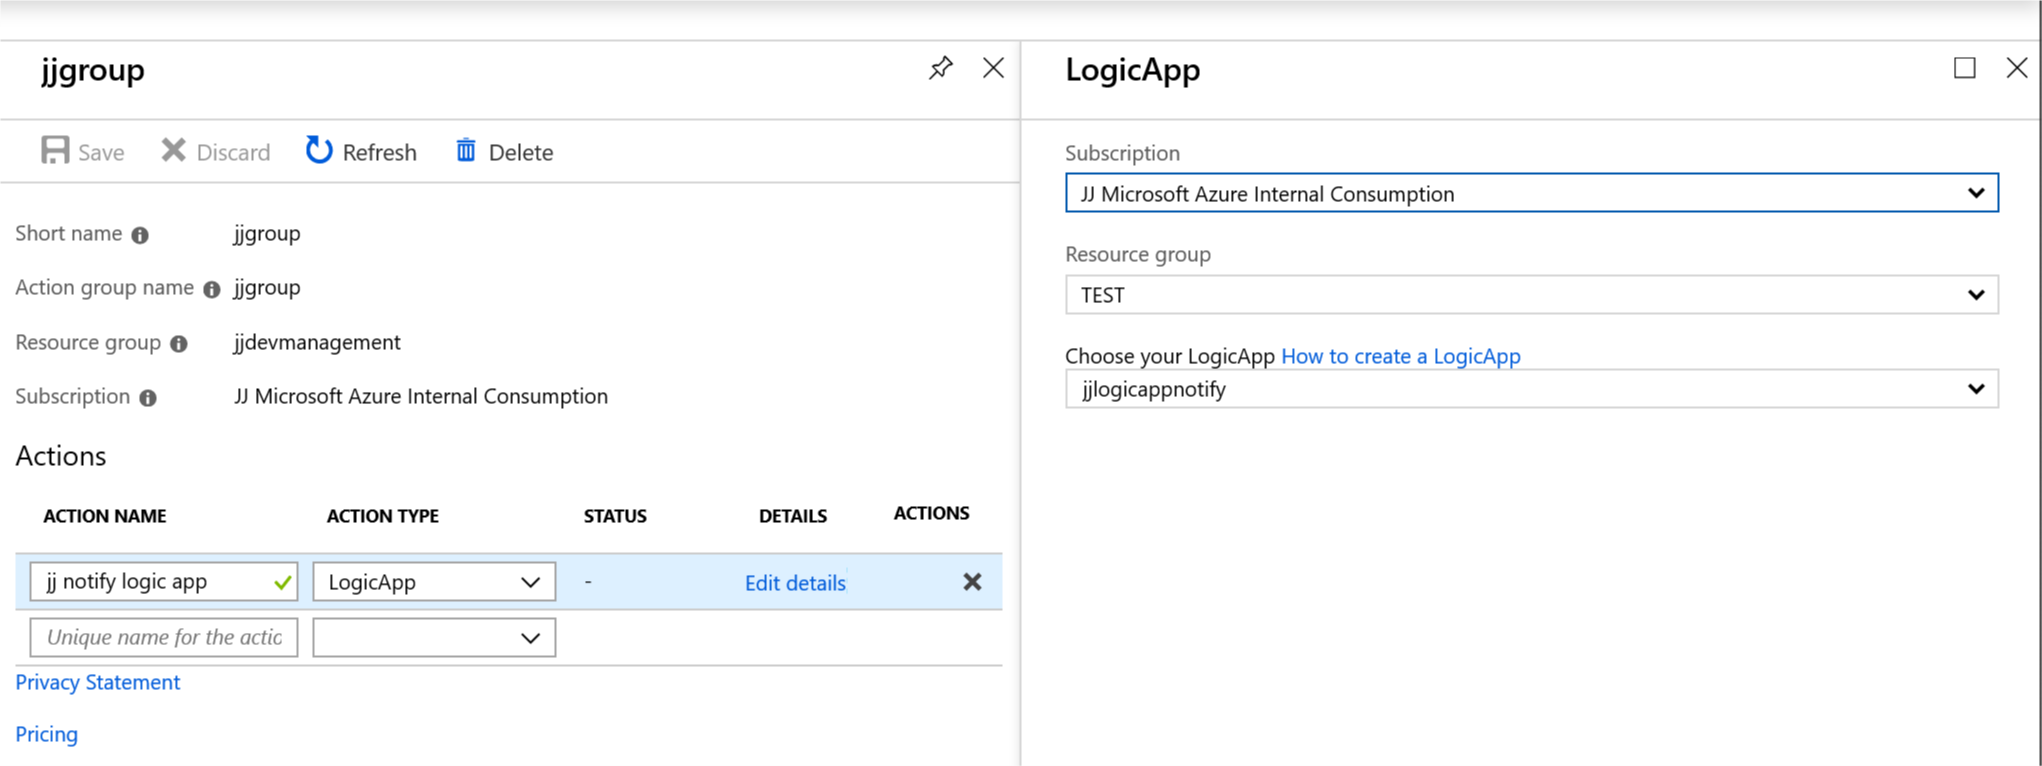 jjgroup
Save Discard Refresh Delete
Short name jjgroup
Action group name jjgroup
Resource group jjdevmanagement
Subscription JJ Microsoft Azure Internal Consumption
Actions
ACTION NAME ACTION TYPE STATUS DETAILS ACTIONS
jj notify logic app LogicApp - Edit details
Unique name for the actic
Privacy Statement
Pricing
LogicApp
Subscription
JJ Microsoft Azure Internal Consumption
Resource group
TEST
Choose your LogicApp How to create a LogicApp
jjlogicappnotify